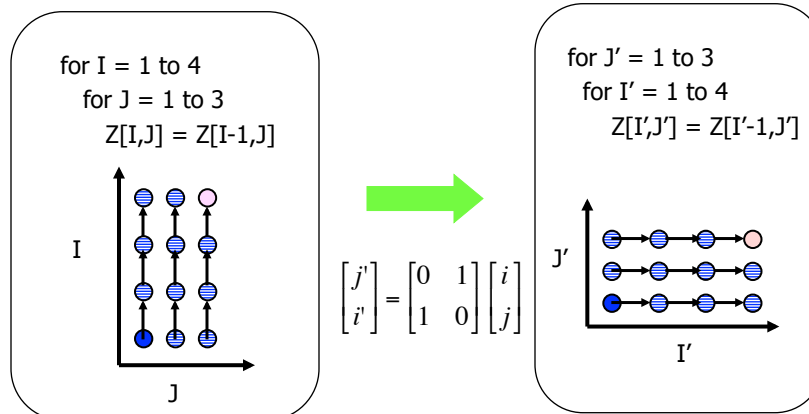 for I = 1 to 4
for J = 1 to 3
Z[I,J] = Z[I-1,J]
I
J
[j'
i'] = [0 1
1 0] [i
j]
for J’ = 1 to 3
for I’ = 1 to 4
Z[I’,J’] = Z[I’-1,J’]
J’
I’